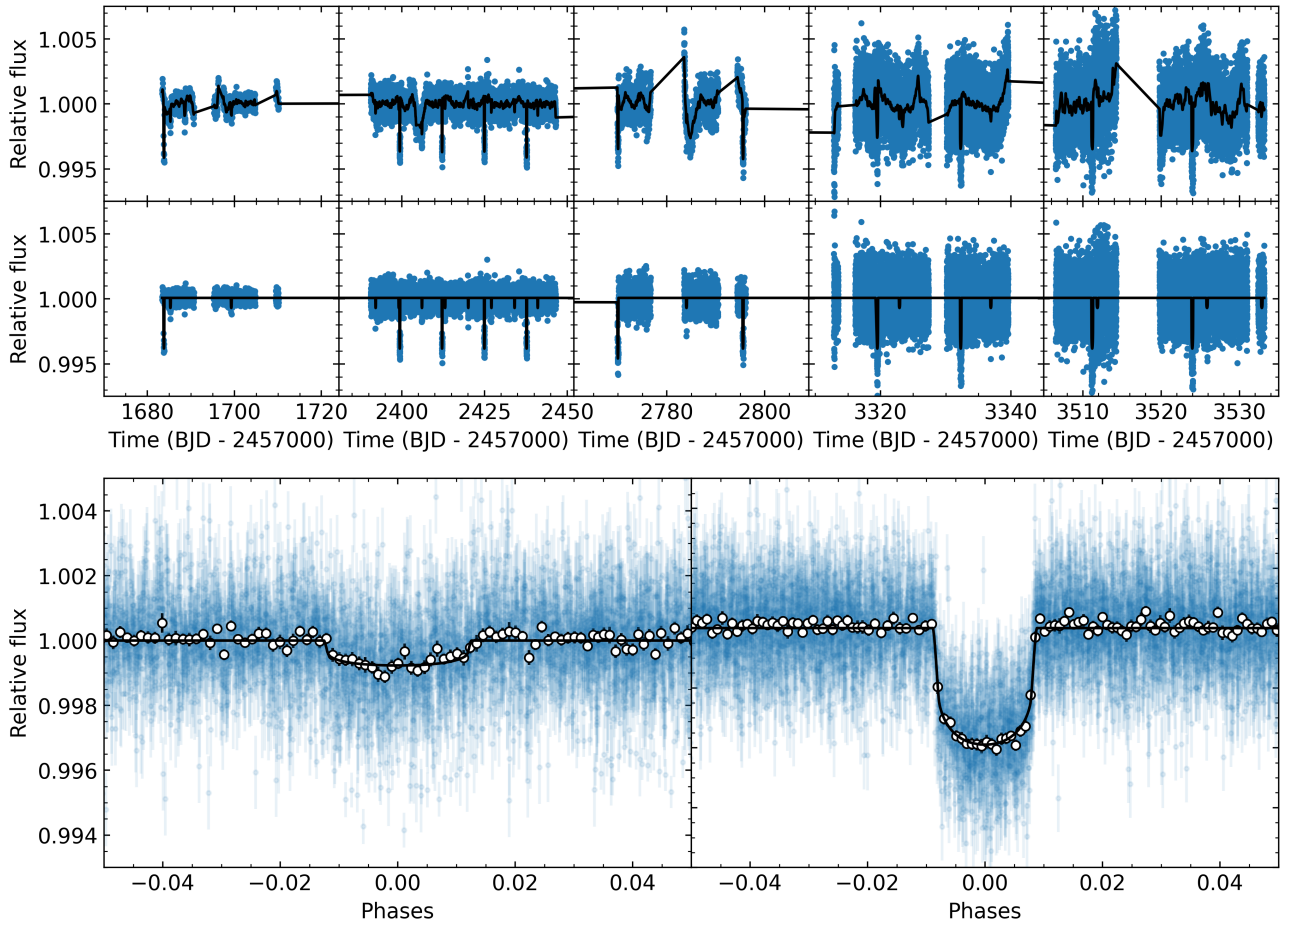 Relative flux
1.005
1.000
0.995
Relative flux
1.005
1.000
0.995
1680 1700 1720 2400 2425 2450 2780 2800 3320 3340 3510 3520 3530
Time (BJD - 2457000) Time (BJD - 2457000) Time (BJD - 2457000) Time (BJD - 2457000) Time (BJD - 2457000)
Relative flux
1.004
1.002
1.000
0.998
0.996
0.994
−0.04 −0.02 0.00 0.02 0.04 −0.04 −0.02 0.00 0.02 0.04
Phases Phases